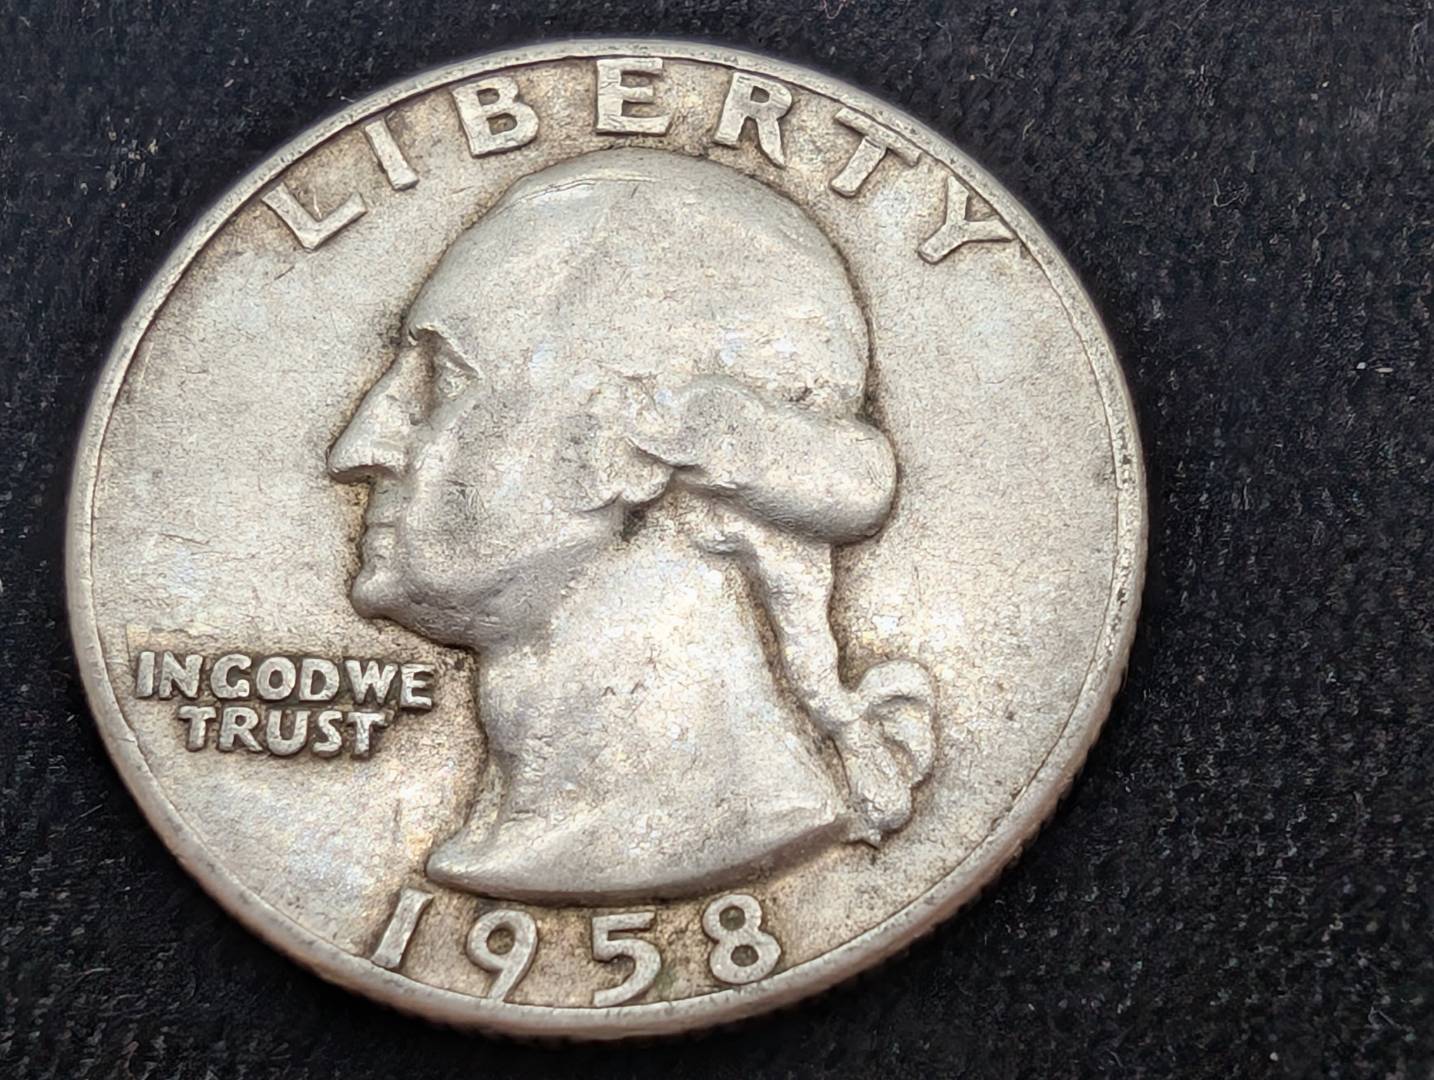 LIBERTY
IN GOD WE
TRUST
1958